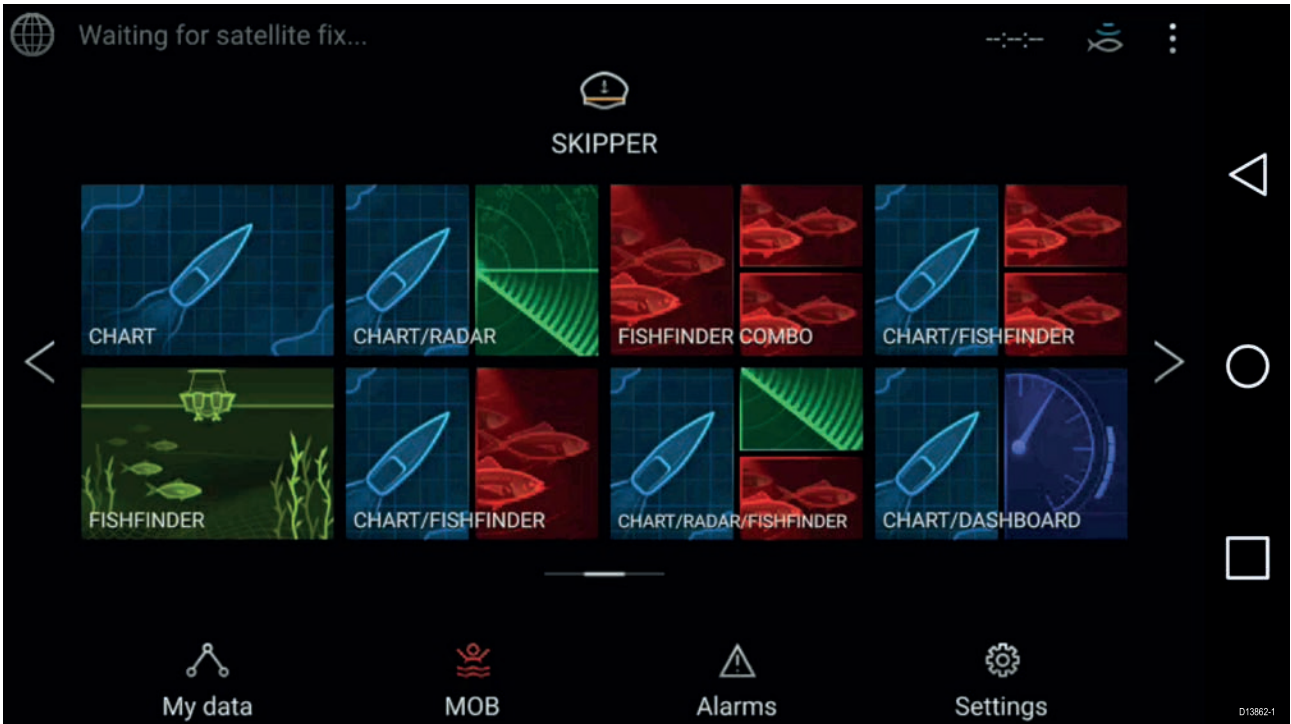 Waiting for satellite fix...
--:--:--
SKIPPER
CHART
CHART/RADAR
FISHFINDER COMBO
CHART/FISHFINDER
FISHFINDER
CHART/FISHFINDER
CHART/RADAR/FISHFINDER
CHART/DASHBOARD
My data
MOB
Alarms
Settings
D13862-1